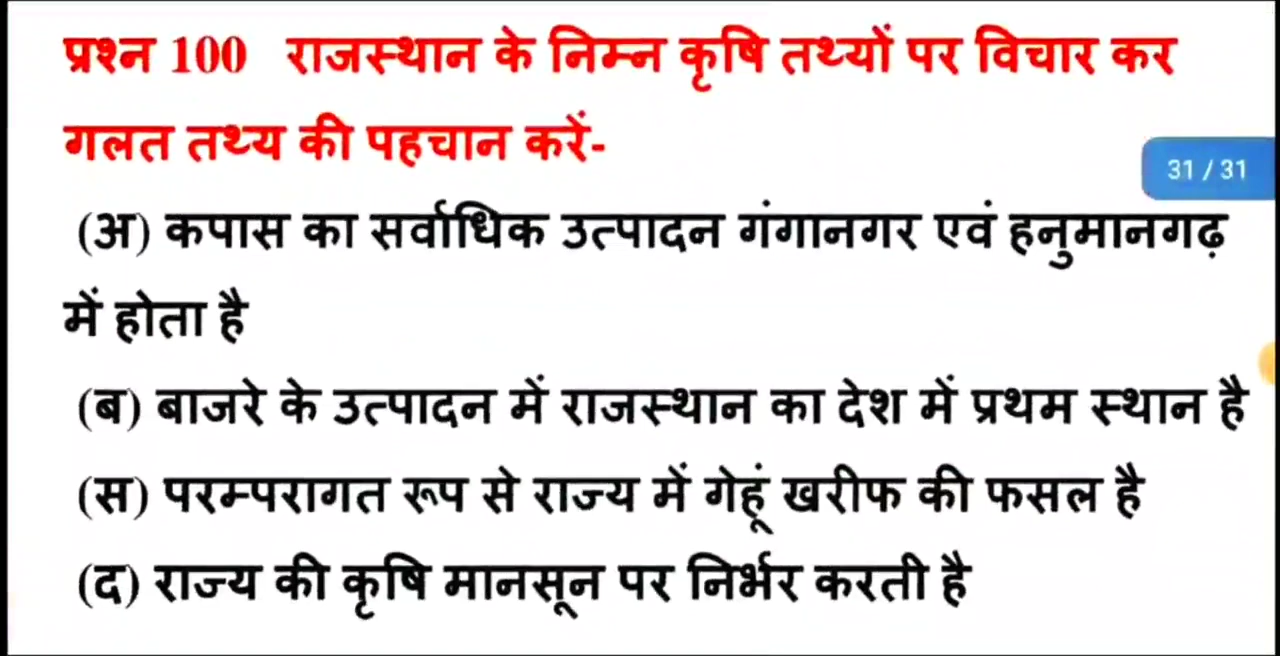 प्रश्न 100 राजस्थान के निम्न कृषि तथ्यों पर विचार कर
गलत तथ्य की पहचान करें-
31 / 31
(अ) कपास का सर्वाधिक उत्पादन गंगानगर एवं हनुमानगढ़
में होता है
(ब) बाजरे के उत्पादन में राजस्थान का देश में प्रथम स्थान है
(स) परम्परागत रूप से राज्य में गेहूं खरीफ की फसल है
(द) राज्य की कृषि मानसून पर निर्भर करती है